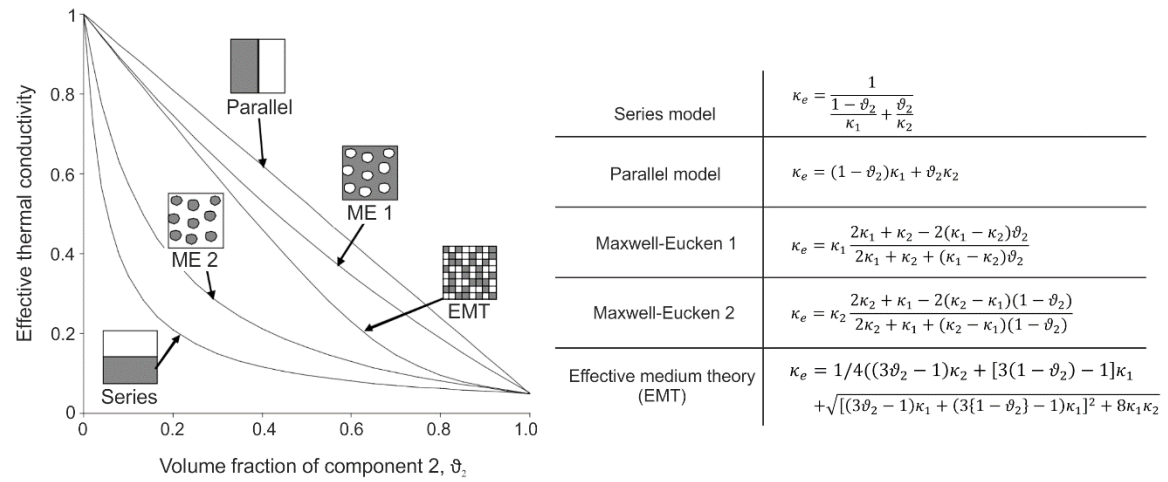 Effective thermal conductivity
1
0.8
0.6
0.4
0.2
0
0
0.2
0.4
0.6
0.8
1.0
Volume fraction of component 2, ϑ₂
Parallel
ME 1
ME 2
EMT
Series
Series model κₑ = 1 / ((1 − ϑ₂)/κ₁ + ϑ₂/κ₂)
Parallel model κₑ = (1 − ϑ₂)κ₁ + ϑ₂κ₂
Maxwell-Eucken 1 κₑ = κ₁ (2κ₁ + κ₂ − 2(κ₁ − κ₂)ϑ₂) / (2κ₁ + κ₂ + (κ₁ − κ₂)ϑ₂)
Maxwell-Eucken 2 κₑ = κ₂ (2κ₂ + κ₁ − 2(κ₂ − κ₁)(1 − ϑ₂)) / (2κ₂ + κ₁ + (κ₂ − κ₁)(1 − ϑ₂))
Effective medium theory κₑ = 1/4((3ϑ₂ − 1)κ₂ + [3(1 − ϑ₂) − 1]κ₁
(EMT) +√[(3ϑ₂ − 1)κ₁ + (3{1 − ϑ₂} − 1)κ₁]² + 8κ₁κ₂